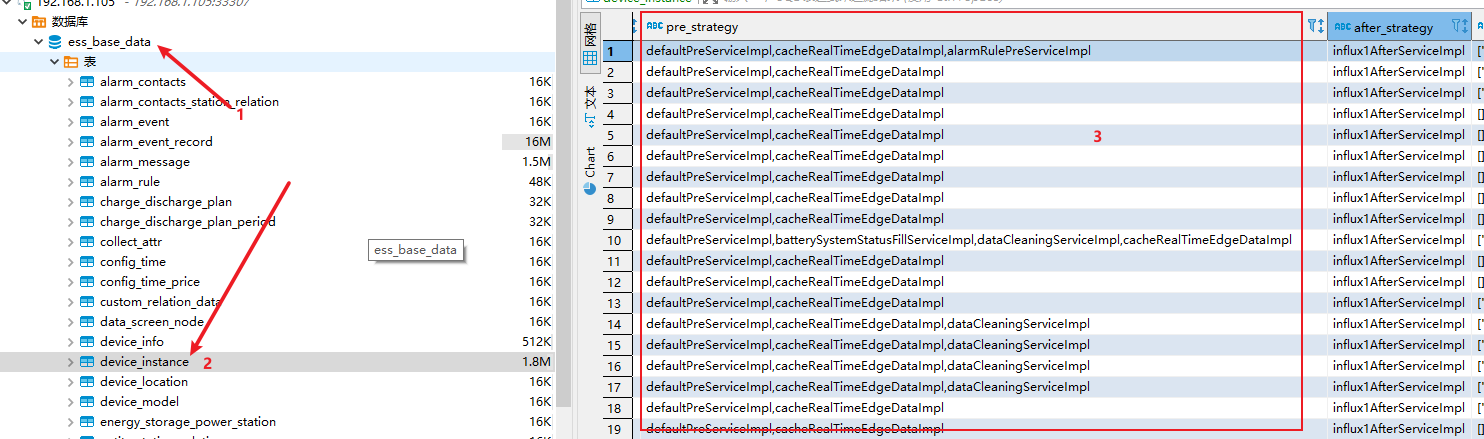 192.168.1.105 - 192.168.1.105:33307
数据库
ess_base_data
表
alarm_contacts 16K
alarm_contacts_station_relation 16K
alarm_event 16K
alarm_event_record 16M
alarm_message 1.5M
alarm_rule 48K
charge_discharge_plan 32K
charge_discharge_plan_period 32K
collect_attr 16K
config_time 16K
config_time_price 16K
custom_relation_data 16K
data_screen_node 16K
device_info 512K
device_instance 1.8M
device_location 16K
device_model 16K
energy_storage_power_station 16K
1
2
ess_base_data
device_instance
网格
文本
Chart
ABC pre_strategy ABC after_strategy
1 defaultPreServiceImpl,cacheRealTimeEdgeDataImpl,alarmRulePreServiceImpl influx1AfterServiceImpl ["
2 defaultPreServiceImpl,cacheRealTimeEdgeDataImpl influx1AfterServiceImpl []
3 defaultPreServiceImpl,cacheRealTimeEdgeDataImpl influx1AfterServiceImpl ["
4 defaultPreServiceImpl,cacheRealTimeEdgeDataImpl influx1AfterServiceImpl ["
5 defaultPreServiceImpl,cacheRealTimeEdgeDataImpl influx1AfterServiceImpl []
3
6 defaultPreServiceImpl,cacheRealTimeEdgeDataImpl influx1AfterServiceImpl []
7 defaultPreServiceImpl,cacheRealTimeEdgeDataImpl influx1AfterServiceImpl []
8 defaultPreServiceImpl,cacheRealTimeEdgeDataImpl influx1AfterServiceImpl []
9 defaultPreServiceImpl,cacheRealTimeEdgeDataImpl influx1AfterServiceImpl []
10 defaultPreServiceImpl,batterySystemStatusFillServiceImpl,dataCleaningServiceImpl,cacheRealTimeEdgeDataImpl influx1AfterServiceImpl ["
11 defaultPreServiceImpl,cacheRealTimeEdgeDataImpl influx1AfterServiceImpl []
12 defaultPreServiceImpl,cacheRealTimeEdgeDataImpl influx1AfterServiceImpl []
13 defaultPreServiceImpl,cacheRealTimeEdgeDataImpl influx1AfterServiceImpl ["
14 defaultPreServiceImpl,cacheRealTimeEdgeDataImpl,dataCleaningServiceImpl influx1AfterServiceImpl ["
15 defaultPreServiceImpl,cacheRealTimeEdgeDataImpl,dataCleaningServiceImpl influx1AfterServiceImpl ["
16 defaultPreServiceImpl,cacheRealTimeEdgeDataImpl,dataCleaningServiceImpl influx1AfterServiceImpl ["
17 defaultPreServiceImpl,cacheRealTimeEdgeDataImpl,dataCleaningServiceImpl influx1AfterServiceImpl ["
18 defaultPreServiceImpl,cacheRealTimeEdgeDataImpl influx1AfterServiceImpl []
19 defaultPreServiceImpl,cacheRealTimeEdgeDataImpl influx1AfterServiceImpl ["